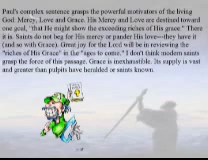 Paul's complex sentence grasps the powerful motivators of the living
God: Mercy, Love and Grace. His Mercy and Love are destined toward
one goal, "that He might show the exceeding riches of His grace." There
it is. Saints do not beg for His mercy or pander His love—they have it
(and so with Grace). Great joy for the Lord will be in reviewing the
"riches of His Grace" in the "ages to come." I don't think modern saints
grasp the force of this passage. Grace is inexhaustible. Its supply is vast
and greater than pulpits have heralded or saints known.